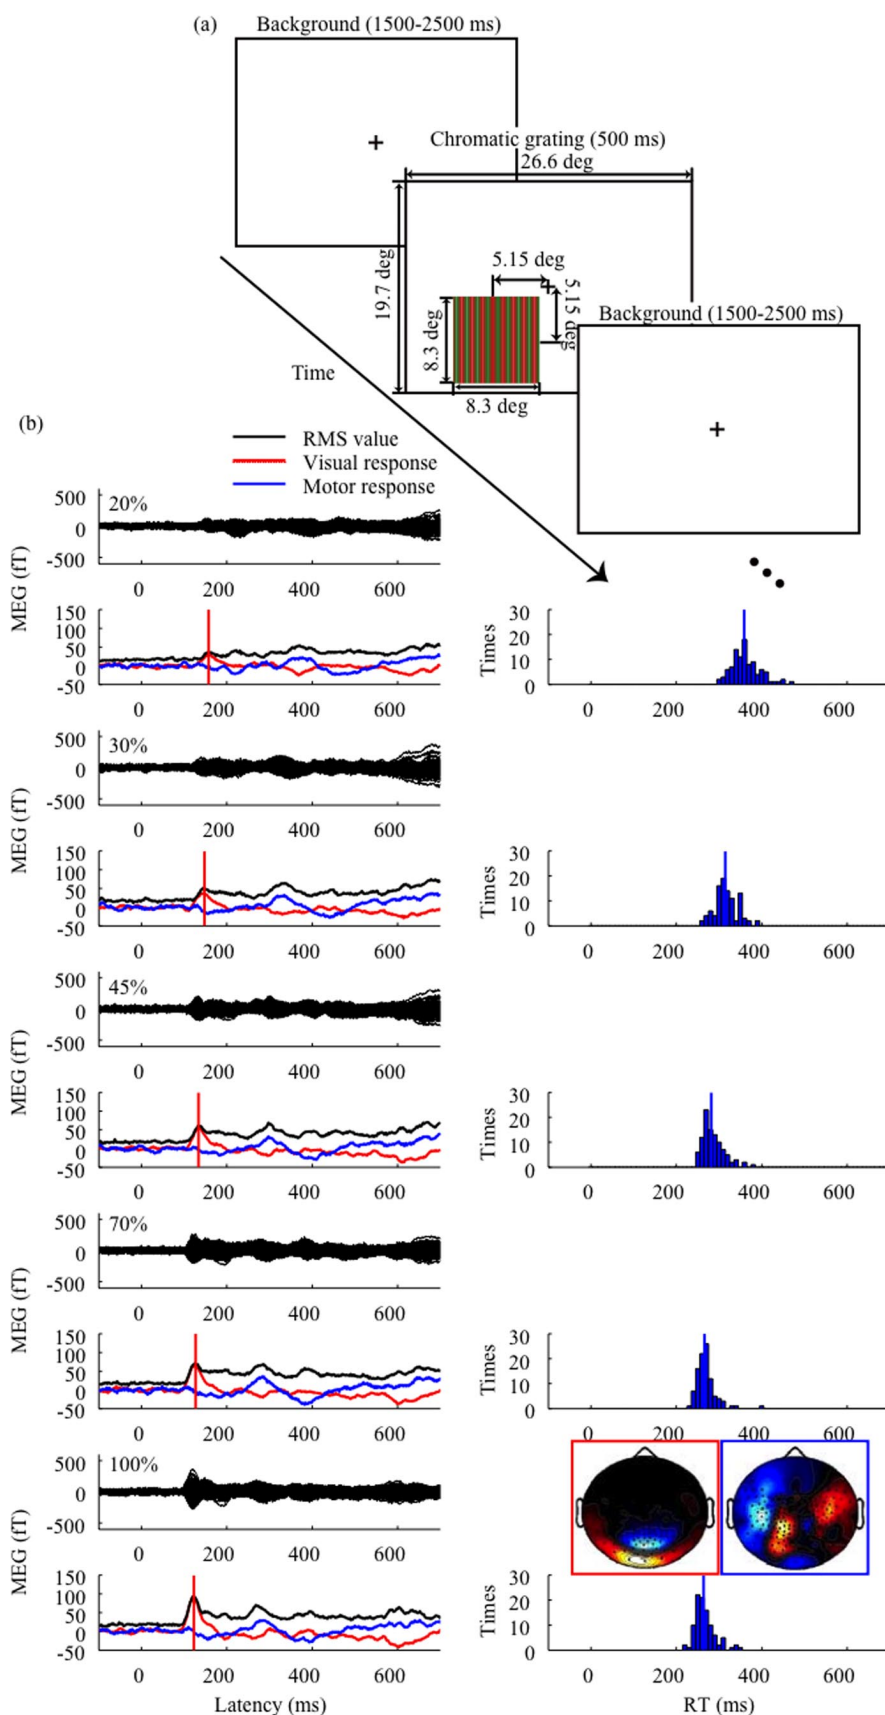 (a)
Background (1500-2500 ms)
Chromatic grating (500 ms)
26.6 deg
19.7 deg
5.15 deg
5.15 deg
8.3 deg
8.3 deg
Background (1500-2500 ms)
Time
(b)
RMS value
Visual response
Motor response
MEG (fT)
500
0
-500
20%
0 200 400 600
150
100
50
0
-50
0 200 400 600
Times
30
20
10
0
0 200 400 600
MEG (fT)
500
0
-500
30%
0 200 400 600
150
100
50
0
-50
0 200 400 600
Times
30
20
10
0
0 200 400 600
MEG (fT)
500
0
-500
45%
0 200 400 600
150
100
50
0
-50
0 200 400 600
Times
30
20
10
0
0 200 400 600
MEG (fT)
500
0
-500
70%
0 200 400 600
150
100
50
0
-50
0 200 400 600
Times
30
20
10
0
0 200 400 600
MEG (fT)
500
0
-500
100%
0 200 400 600
150
100
50
0
-50
0 200 400 600
Latency (ms)
Times
30
20
10
0
0 200 400 600
RT (ms)